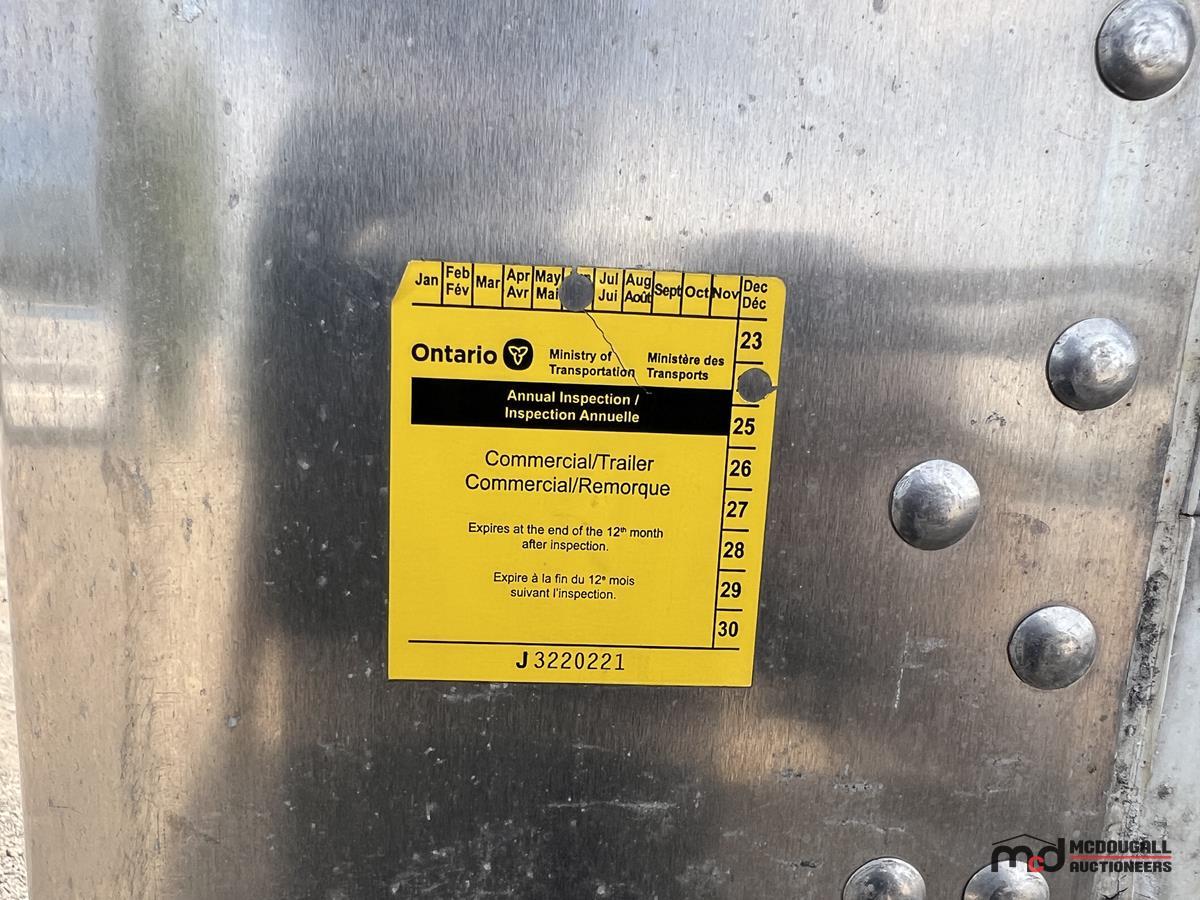 Jan Feb Mar Apr May Jul Aug Sept Oct Nov Dec
Fév Avr Mai Jui Août Déc
23
Ontario
Ministry of
Transportation
Ministère des
Transports
Annual Inspection /
Inspection Annuelle
25
Commercial/Trailer
Commercial/Remorque
26
27
Expires at the end of the 12th month
after inspection.
28
Expire à la fin du 12e mois
suivant l'inspection.
29
30
J 3220221
mcd MCDOUGALL
AUCTIONEERS